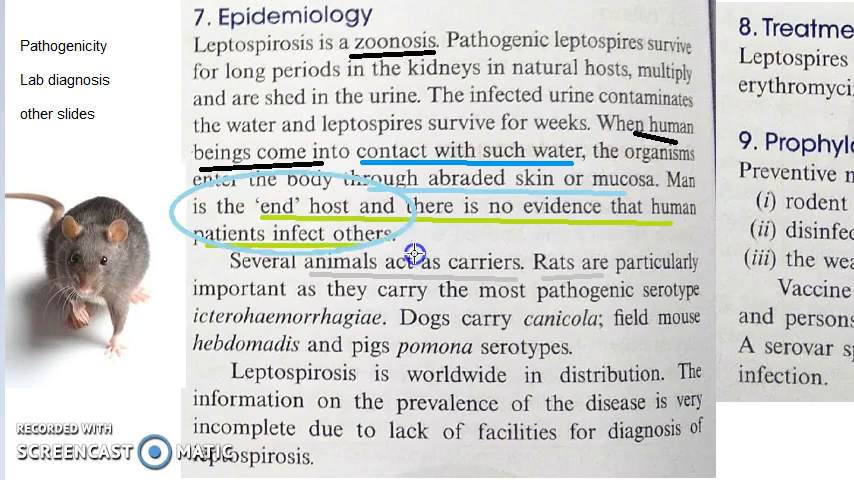 Pathogenicity
Lab diagnosis
other slides
7. Epidemiology
Leptospirosis is a zoonosis. Pathogenic leptospires survive
for long periods in the kidneys in natural hosts, multiply
and are shed in the urine. The infected urine contaminates
the water and leptospires survive for weeks. When human
beings come into contact with such water, the organisms
enter the body through abraded skin or mucosa. Man
is the ‘end’ host and there is no evidence that human
patients infect others.
Several animals act as carriers. Rats are particularly
important as they carry the most pathogenic serotype
icterohaemorrhagiae. Dogs carry canicola; field mouse
hebdomadis and pigs pomona serotypes.
Leptospirosis is worldwide in distribution. The
information on the prevalence of the disease is very
incomplete due to lack of facilities for diagnosis of
leptospirosis.
8. Treatme
Leptospires
erythromyci
9. Prophyla
Preventive m
(i) rodent
(ii) disinfec
(iii) the wea
Vaccine
and persons
A serovar sp
infection.
RECORDED WITH
SCREENCAST MATIC